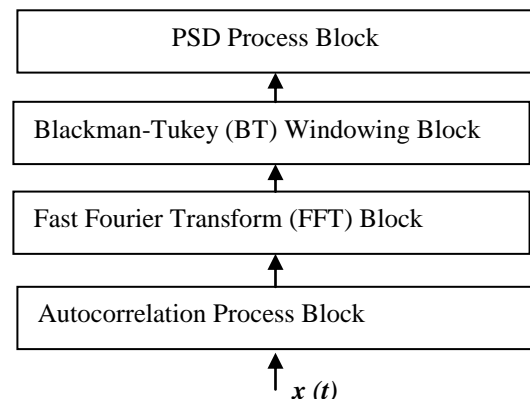 PSD Process Block
Blackman-Tukey (BT) Windowing Block
Fast Fourier Transform (FFT) Block
Autocorrelation Process Block
x (t)